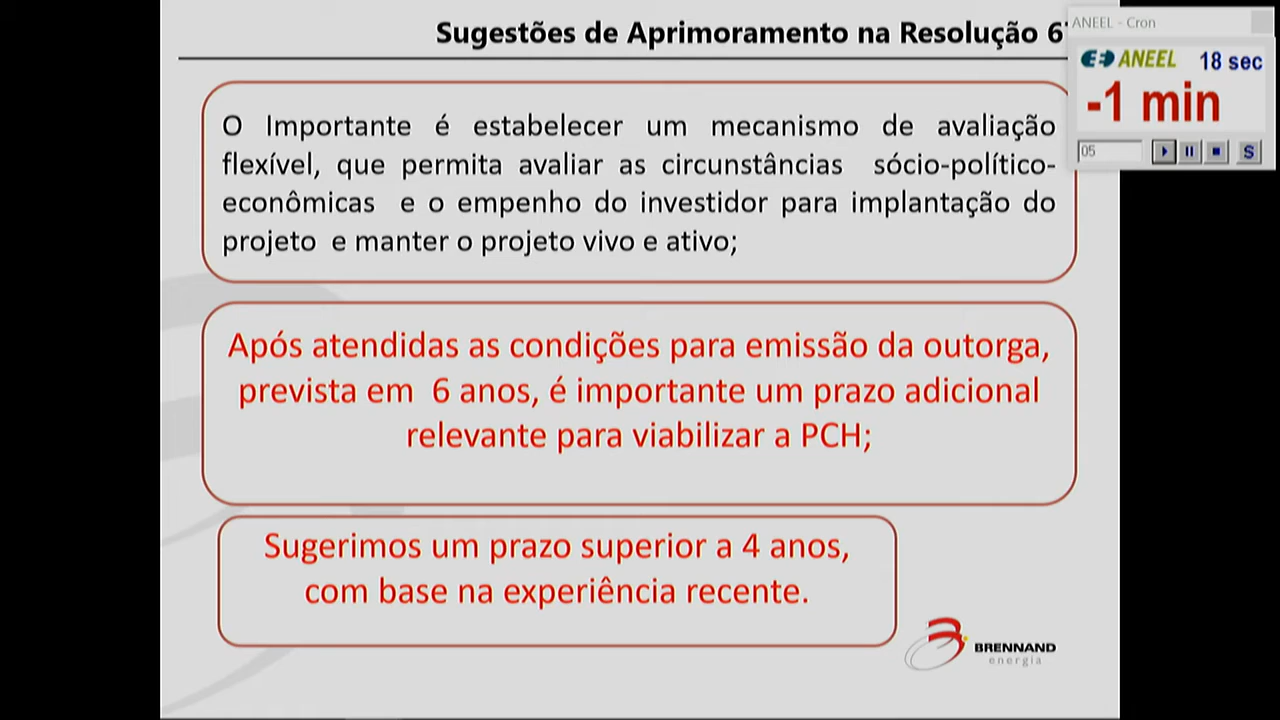 Sugestões de Aprimoramento na Resolução 6
ANEEL - Cron
ANEEL 18 sec
-1 min
05
S
O Importante é estabelecer um mecanismo de avaliação
flexível, que permita avaliar as circunstâncias sócio-político-
econômicas e o empenho do investidor para implantação do
projeto e manter o projeto vivo e ativo;
Após atendidas as condições para emissão da outorga,
prevista em 6 anos, é importante um prazo adicional
relevante para viabilizar a PCH;
Sugerimos um prazo superior a 4 anos,
com base na experiência recente.
BRENNAND
energia